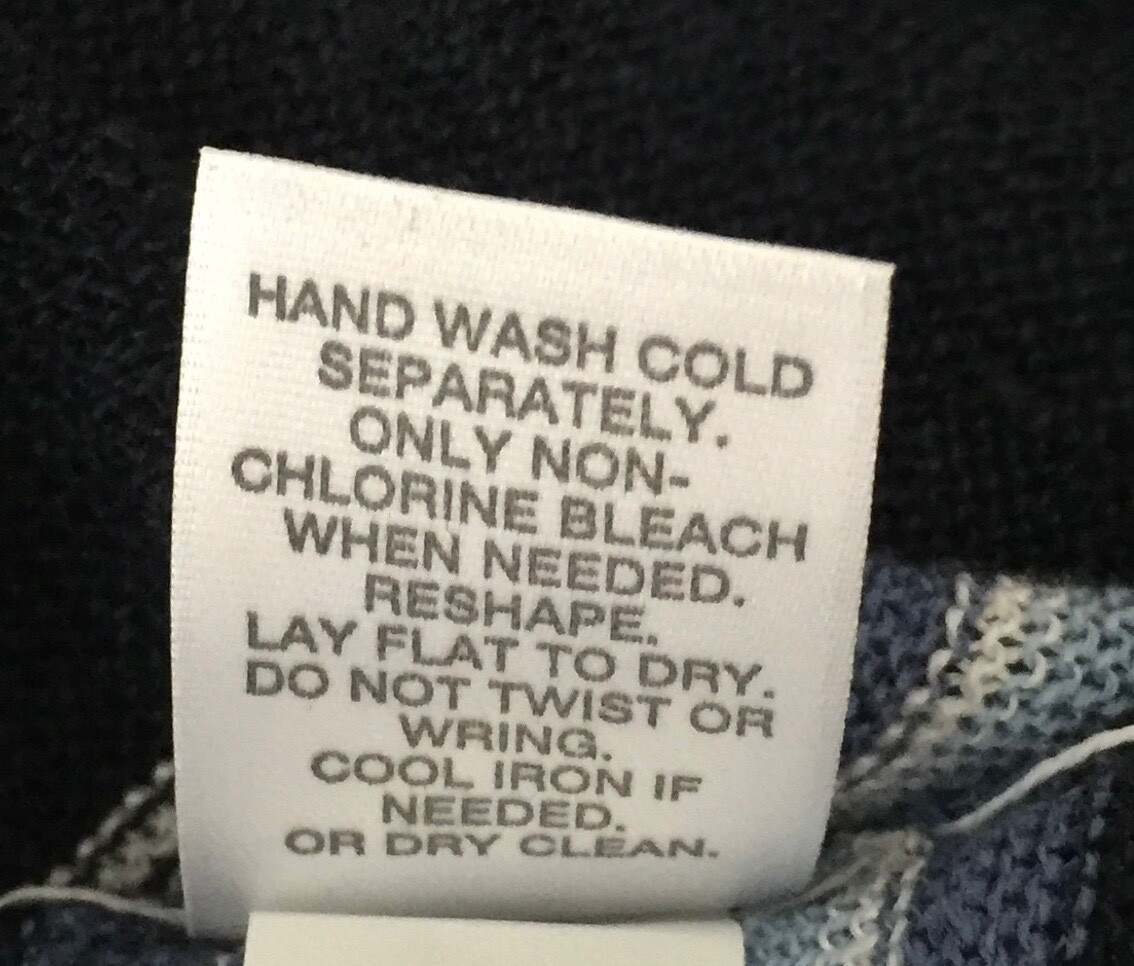 HAND WASH COLD
SEPARATELY.
ONLY NON-
CHLORINE BLEACH
WHEN NEEDED.
RESHAPE.
LAY FLAT TO DRY.
DO NOT TWIST OR
WRING.
COOL IRON IF
NEEDED.
OR DRY CLEAN.